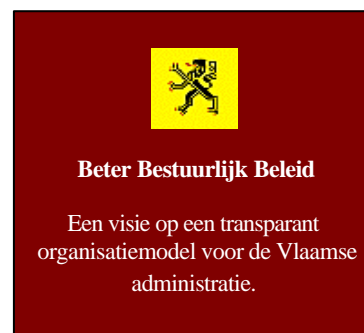 Beter Bestuurlijk Beleid
Een visie op een transparant
organisatiemodel voor de Vlaamse
administratie.